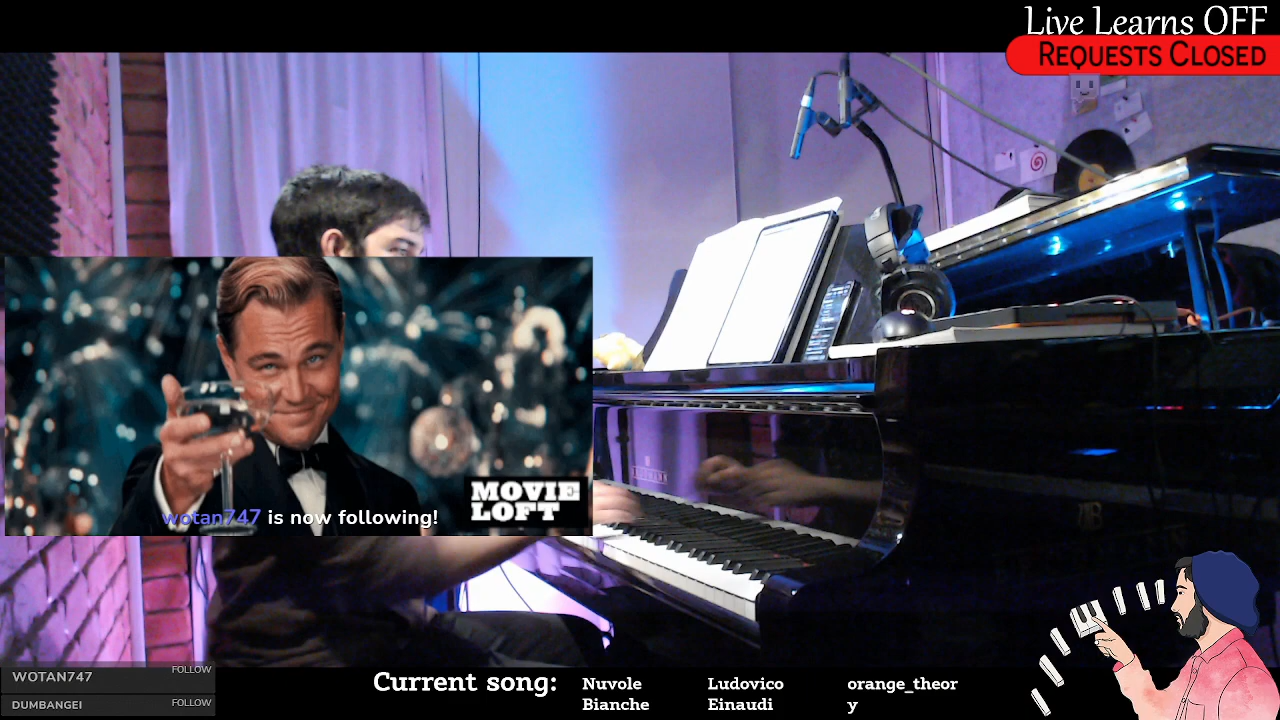 Live Learns OFF
REQUESTS CLOSED
MOVIE
LOFT
wotan747 is now following!
WOTAN747 FOLLOW
DUMBANGEI FOLLOW
Current song:
Nuvole
Bianche
Ludovico
Einaudi
orange_theor
y